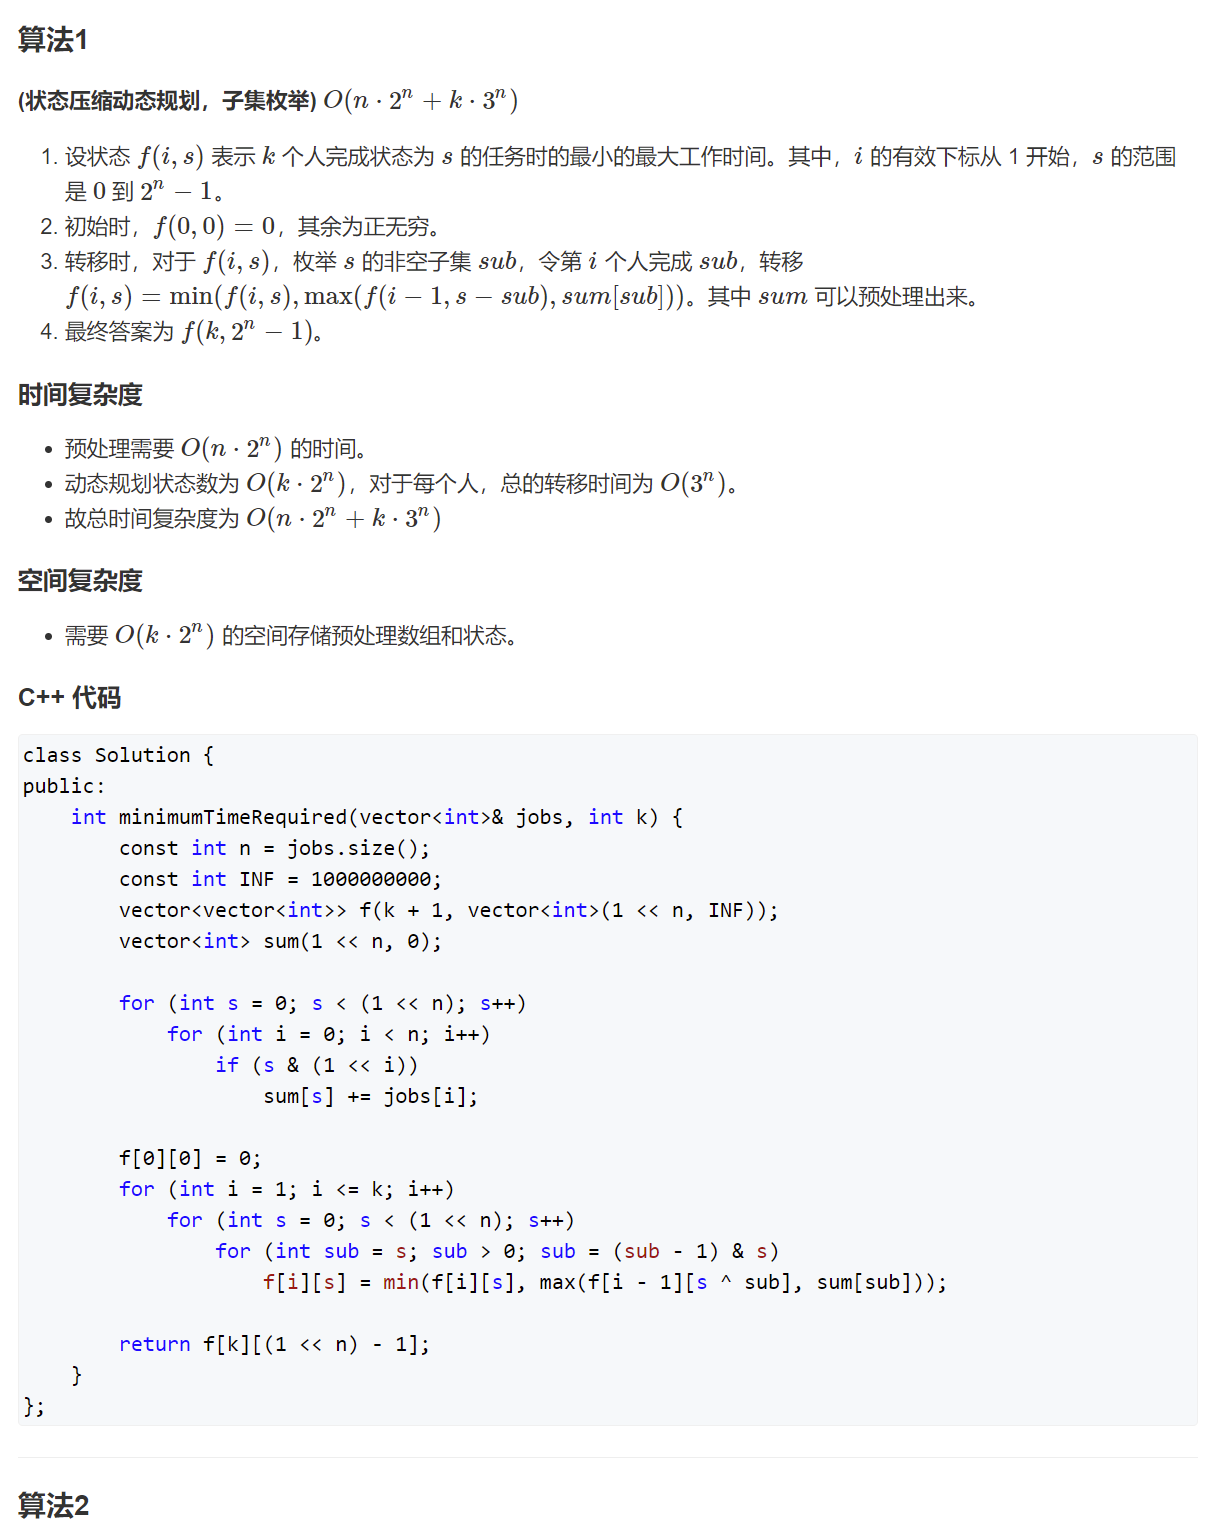 算法1
(状态压缩动态规划，子集枚举) O(n · 2^n + k · 3^n)
1. 设状态 f(i, s) 表示 k 个人完成状态为 s 的任务时的最小的最大工作时间。其中，i 的有效下标从 1 开始，s 的范围
是 0 到 2^n − 1。
2. 初始时，f(0, 0) = 0，其余为正无穷。
3. 转移时，对于 f(i, s)，枚举 s 的非空子集 sub，令第 i 个人完成 sub，转移
f(i, s) = min(f(i, s), max(f(i − 1, s − sub), sum[sub]))。其中 sum 可以预处理出来。
4. 最终答案为 f(k, 2^n − 1)。
时间复杂度
• 预处理需要 O(n · 2^n) 的时间。
• 动态规划状态数为 O(k · 2^n)，对于每个人，总的转移时间为 O(3^n)。
• 故总时间复杂度为 O(n · 2^n + k · 3^n)
空间复杂度
• 需要 O(k · 2^n) 的空间存储预处理数组和状态。
C++ 代码
class Solution {
public:
    int minimumTimeRequired(vector<int>& jobs, int k) {
        const int n = jobs.size();
        const int INF = 1000000000;
        vector<vector<int>> f(k + 1, vector<int>(1 << n, INF));
        vector<int> sum(1 << n, 0);
        for (int s = 0; s < (1 << n); s++)
            for (int i = 0; i < n; i++)
                if (s & (1 << i))
                    sum[s] += jobs[i];
        f[0][0] = 0;
        for (int i = 1; i <= k; i++)
            for (int s = 0; s < (1 << n); s++)
                for (int sub = s; sub > 0; sub = (sub - 1) & s)
                    f[i][s] = min(f[i][s], max(f[i - 1][s ^ sub], sum[sub]));
        return f[k][(1 << n) - 1];
    }
};
算法2